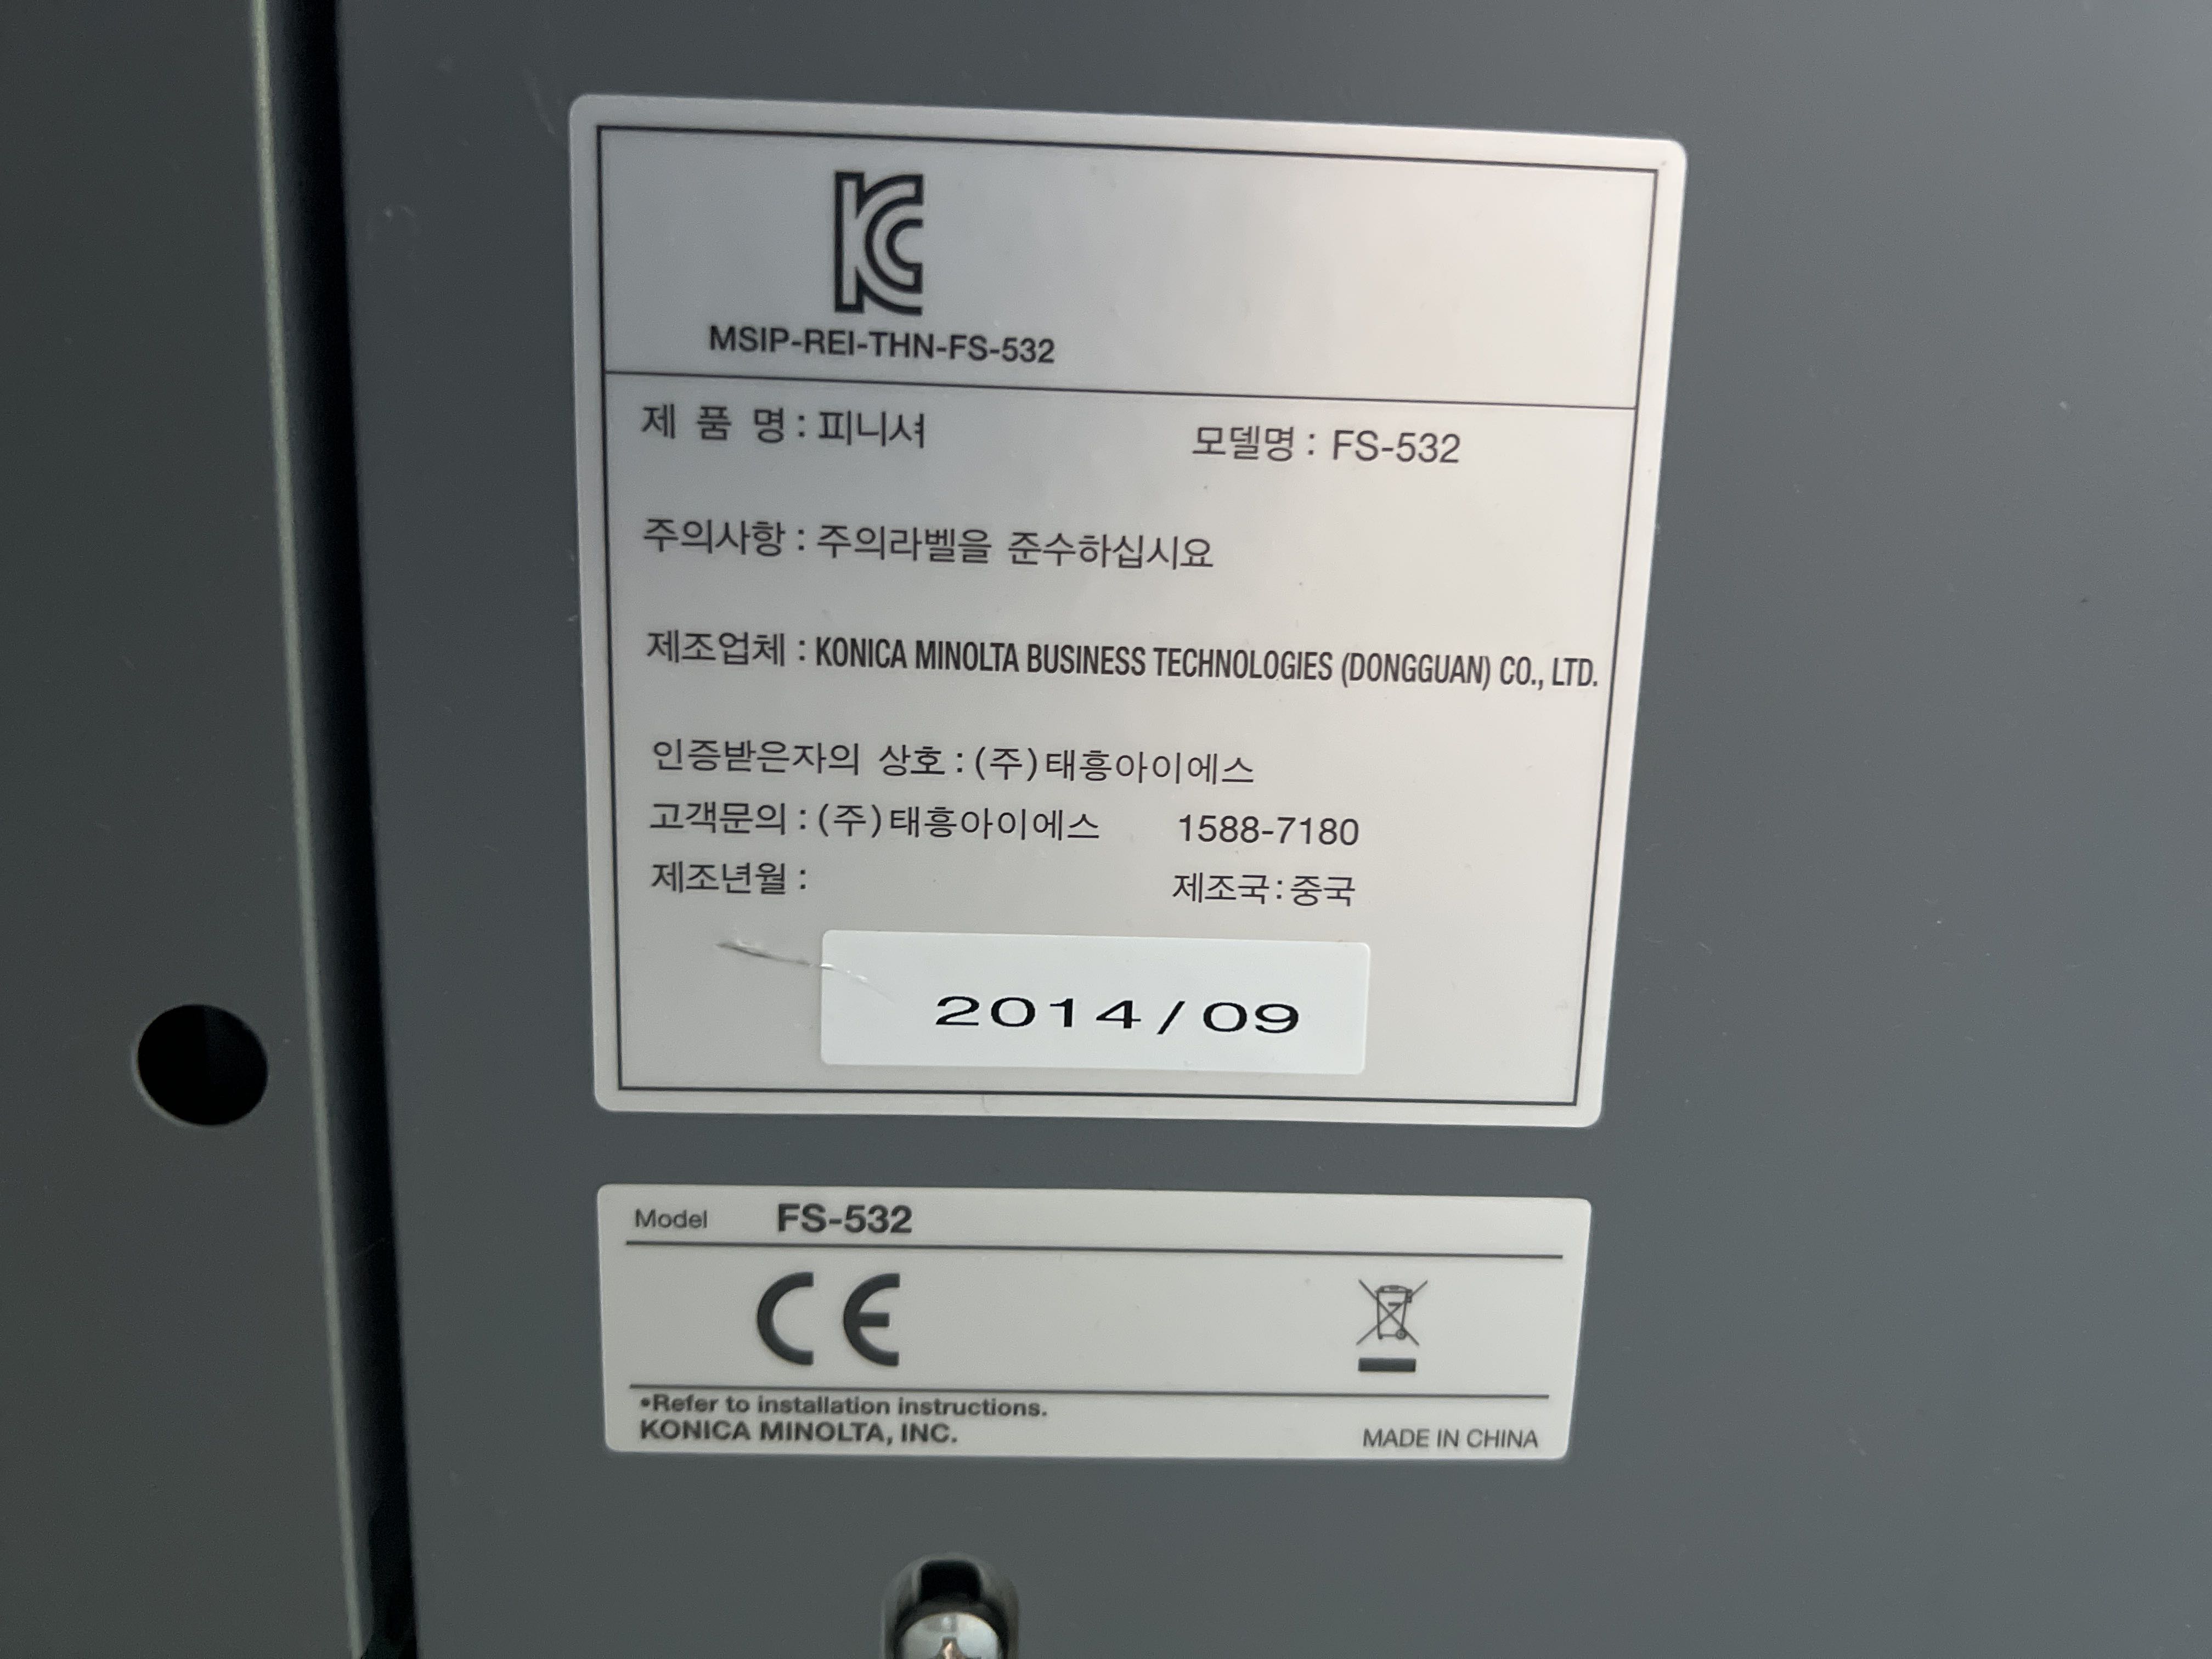 MSIP-REI-THN-FS-532
제 품 명 : 피니셔 모델명 : FS-532
주의사항 : 주의라벨을 준수하십시요
제조업체 : KONICA MINOLTA BUSINESS TECHNOLOGIES (DONGGUAN) CO., LTD.
인증받은자의 상호 : (주)태흥아이에스
고객문의 : (주)태흥아이에스 1588-7180
제조년월 : 제조국 : 중국
2014/09
Model FS-532
CE
•Refer to installation instructions.
KONICA MINOLTA, INC. MADE IN CHINA